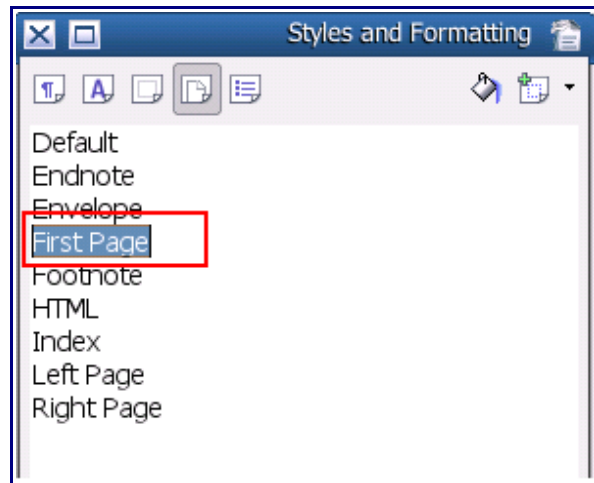 Styles and Formatting
Default
Endnote
Envelope
First Page
Footnote
HTML
Index
Left Page
Right Page